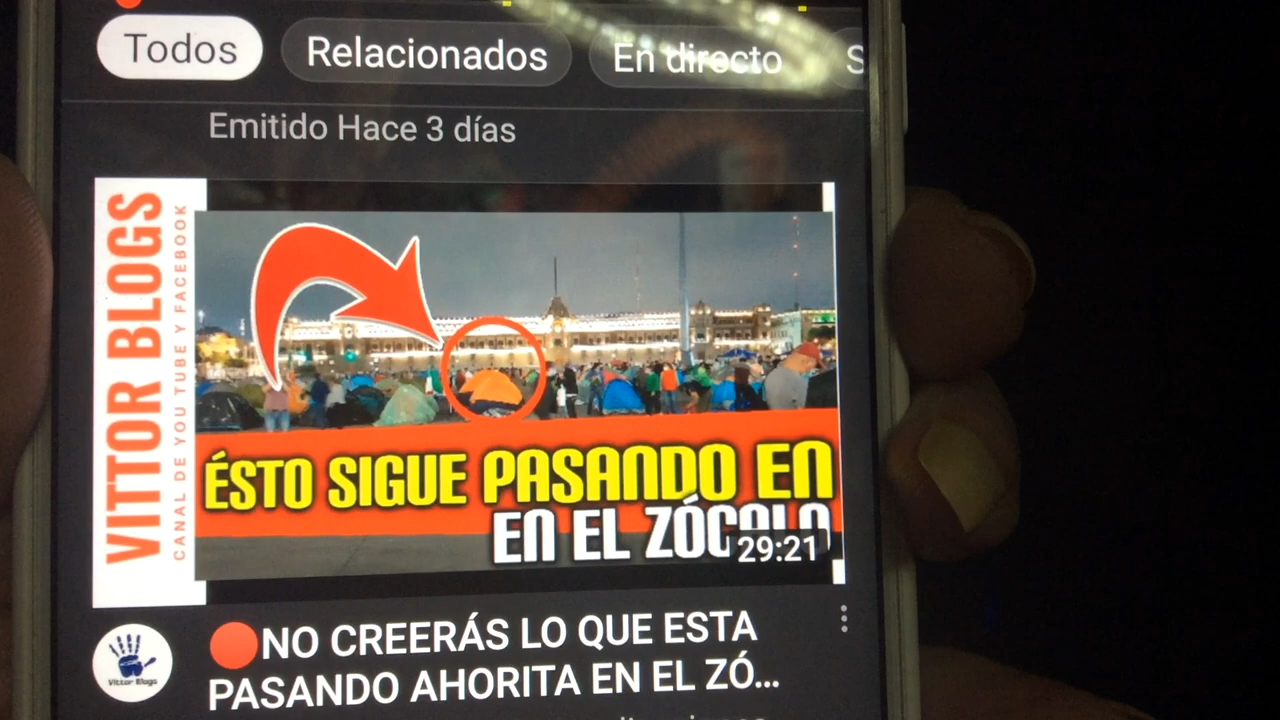 Todos
Relacionados
En directo
S
Emitido Hace 3 días
VITTOR BLOGS
CANAL DE YOU TUBE Y FACEBOOK
ÉSTO SIGUE PASANDO EN
EN EL ZÓCALO
29:21
Vittor Blogs
NO CREERÁS LO QUE ESTA
PASANDO AHORITA EN EL ZÓ...